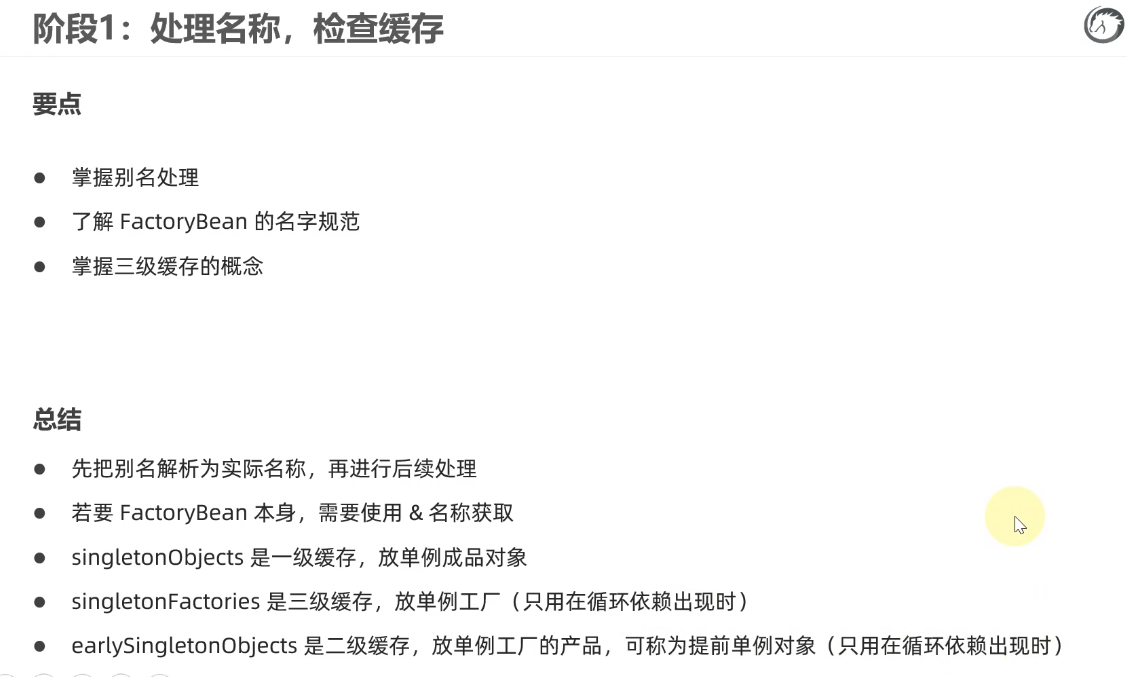 阶段1：处理名称，检查缓存
要点
● 掌握别名处理
● 了解 FactoryBean 的名字规范
● 掌握三级缓存的概念
总结
● 先把别名解析为实际名称，再进行后续处理
● 若要 FactoryBean 本身，需要使用 & 名称获取
● singletonObjects 是一级缓存，放单例成品对象
● singletonFactories 是三级缓存，放单例工厂（只用在循环依赖出现时）
● earlySingletonObjects 是二级缓存，放单例工厂的产品，可称为提前单例对象（只用在循环依赖出现时）